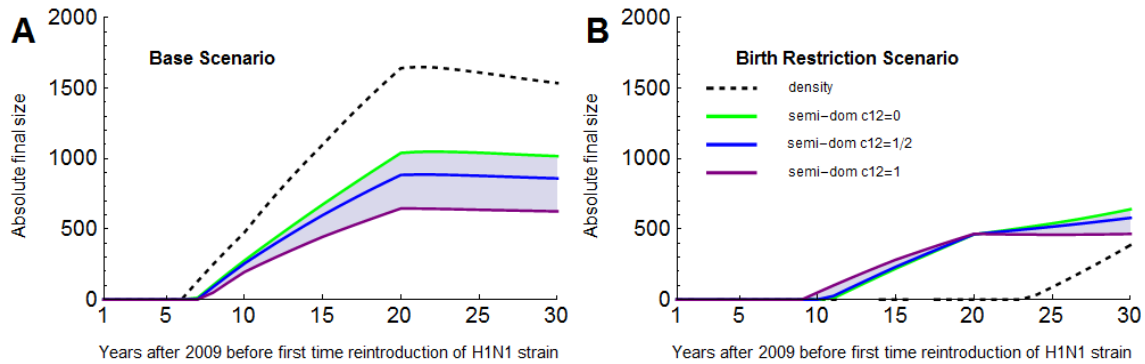 A
Base Scenario
Absolute final size
2000
1500
1000
500
0
1
5
10
15
20
25
30
Years after 2009 before first time reintroduction of H1N1 strain
B
Birth Restriction Scenario
density
semi-dom c12=0
semi-dom c12=1/2
semi-dom c12=1
Absolute final size
2000
1500
1000
500
0
1
5
10
15
20
25
30
Years after 2009 before first time reintroduction of H1N1 strain